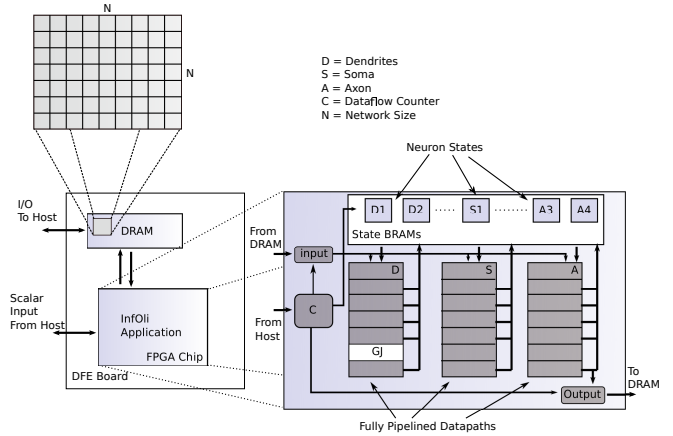 N
N
D = Dendrites
S = Soma
A = Axon
C = Dataflow Counter
N = Network Size
Neuron States
I/O
To Host
DRAM
D1
D2
S1
A3
A4
State BRAMs
From
DRAM
input
D
S
A
Scalar
Input
From Host
InfOli
Application
FPGA Chip
DFE Board
C
From
Host
GJ
Output
To
DRAM
Fully Pipelined Datapaths